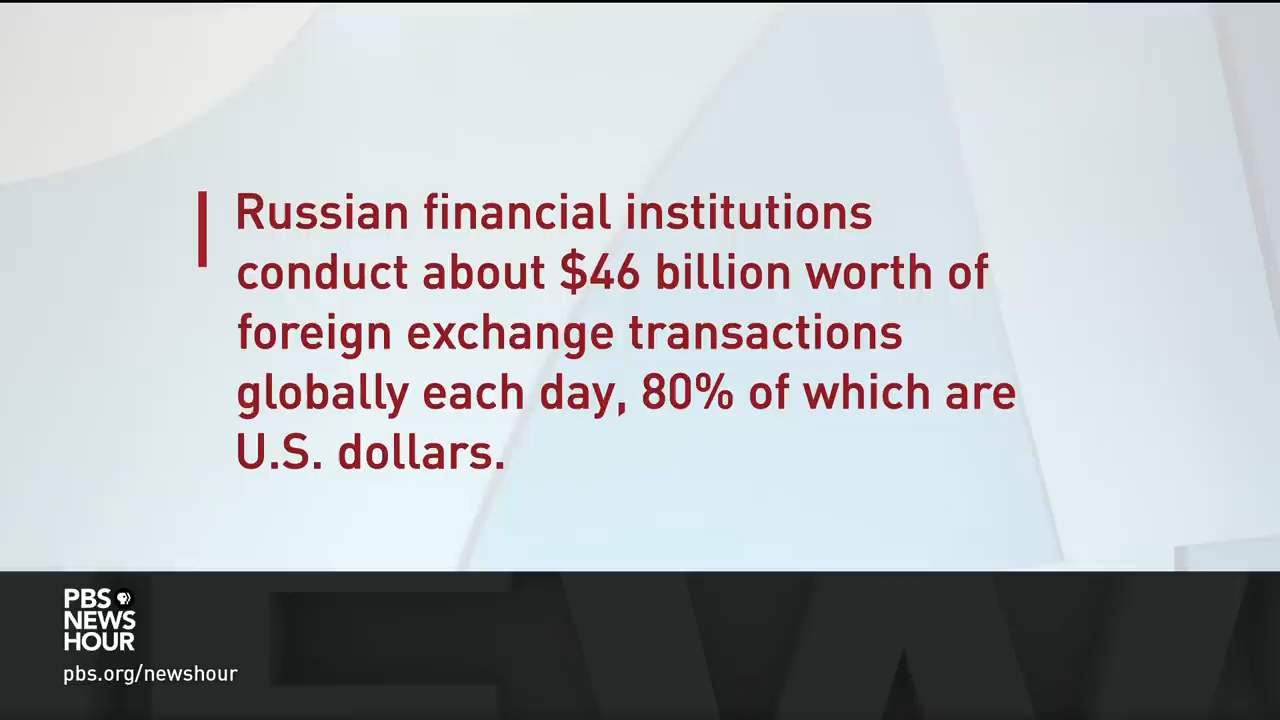 Russian financial institutions
conduct about $46 billion worth of
foreign exchange transactions
globally each day, 80% of which are
U.S. dollars.
PBS
NEWS
HOUR
pbs.org/newshour